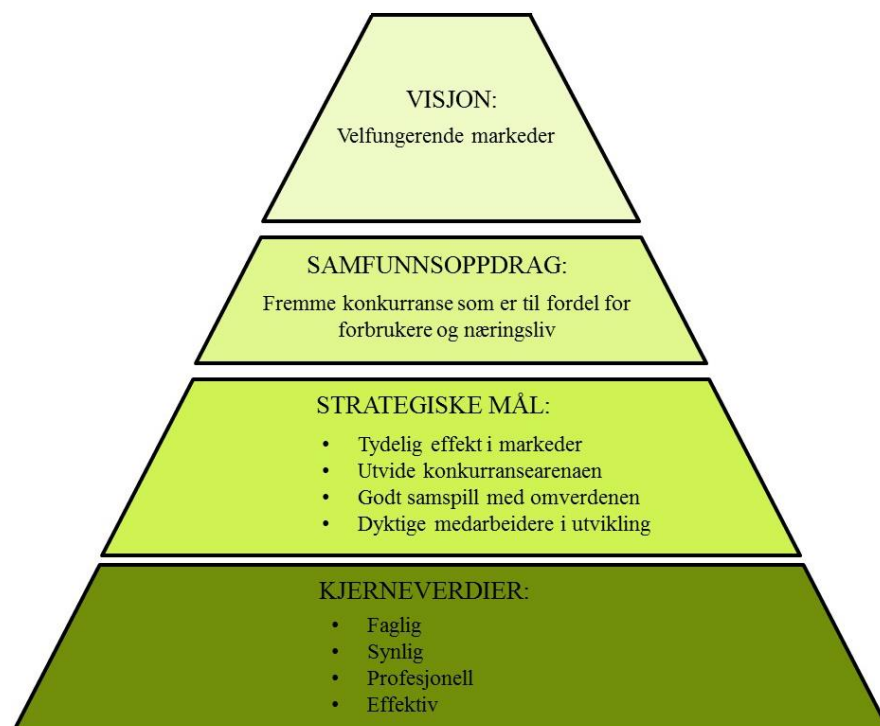 VISJON:
Velfungerende markeder
SAMFUNNSOPPDRAG:
Fremme konkurranse som er til fordel for
forbrukere og næringsliv
STRATEGISKE MÅL:
• Tydelig effekt i markeder
• Utvide konkurransearenaen
• Godt samspill med omverdenen
• Dyktige medarbeidere i utvikling
KJERNEVERDIER:
• Faglig
• Synlig
• Profesjonell
• Effektiv